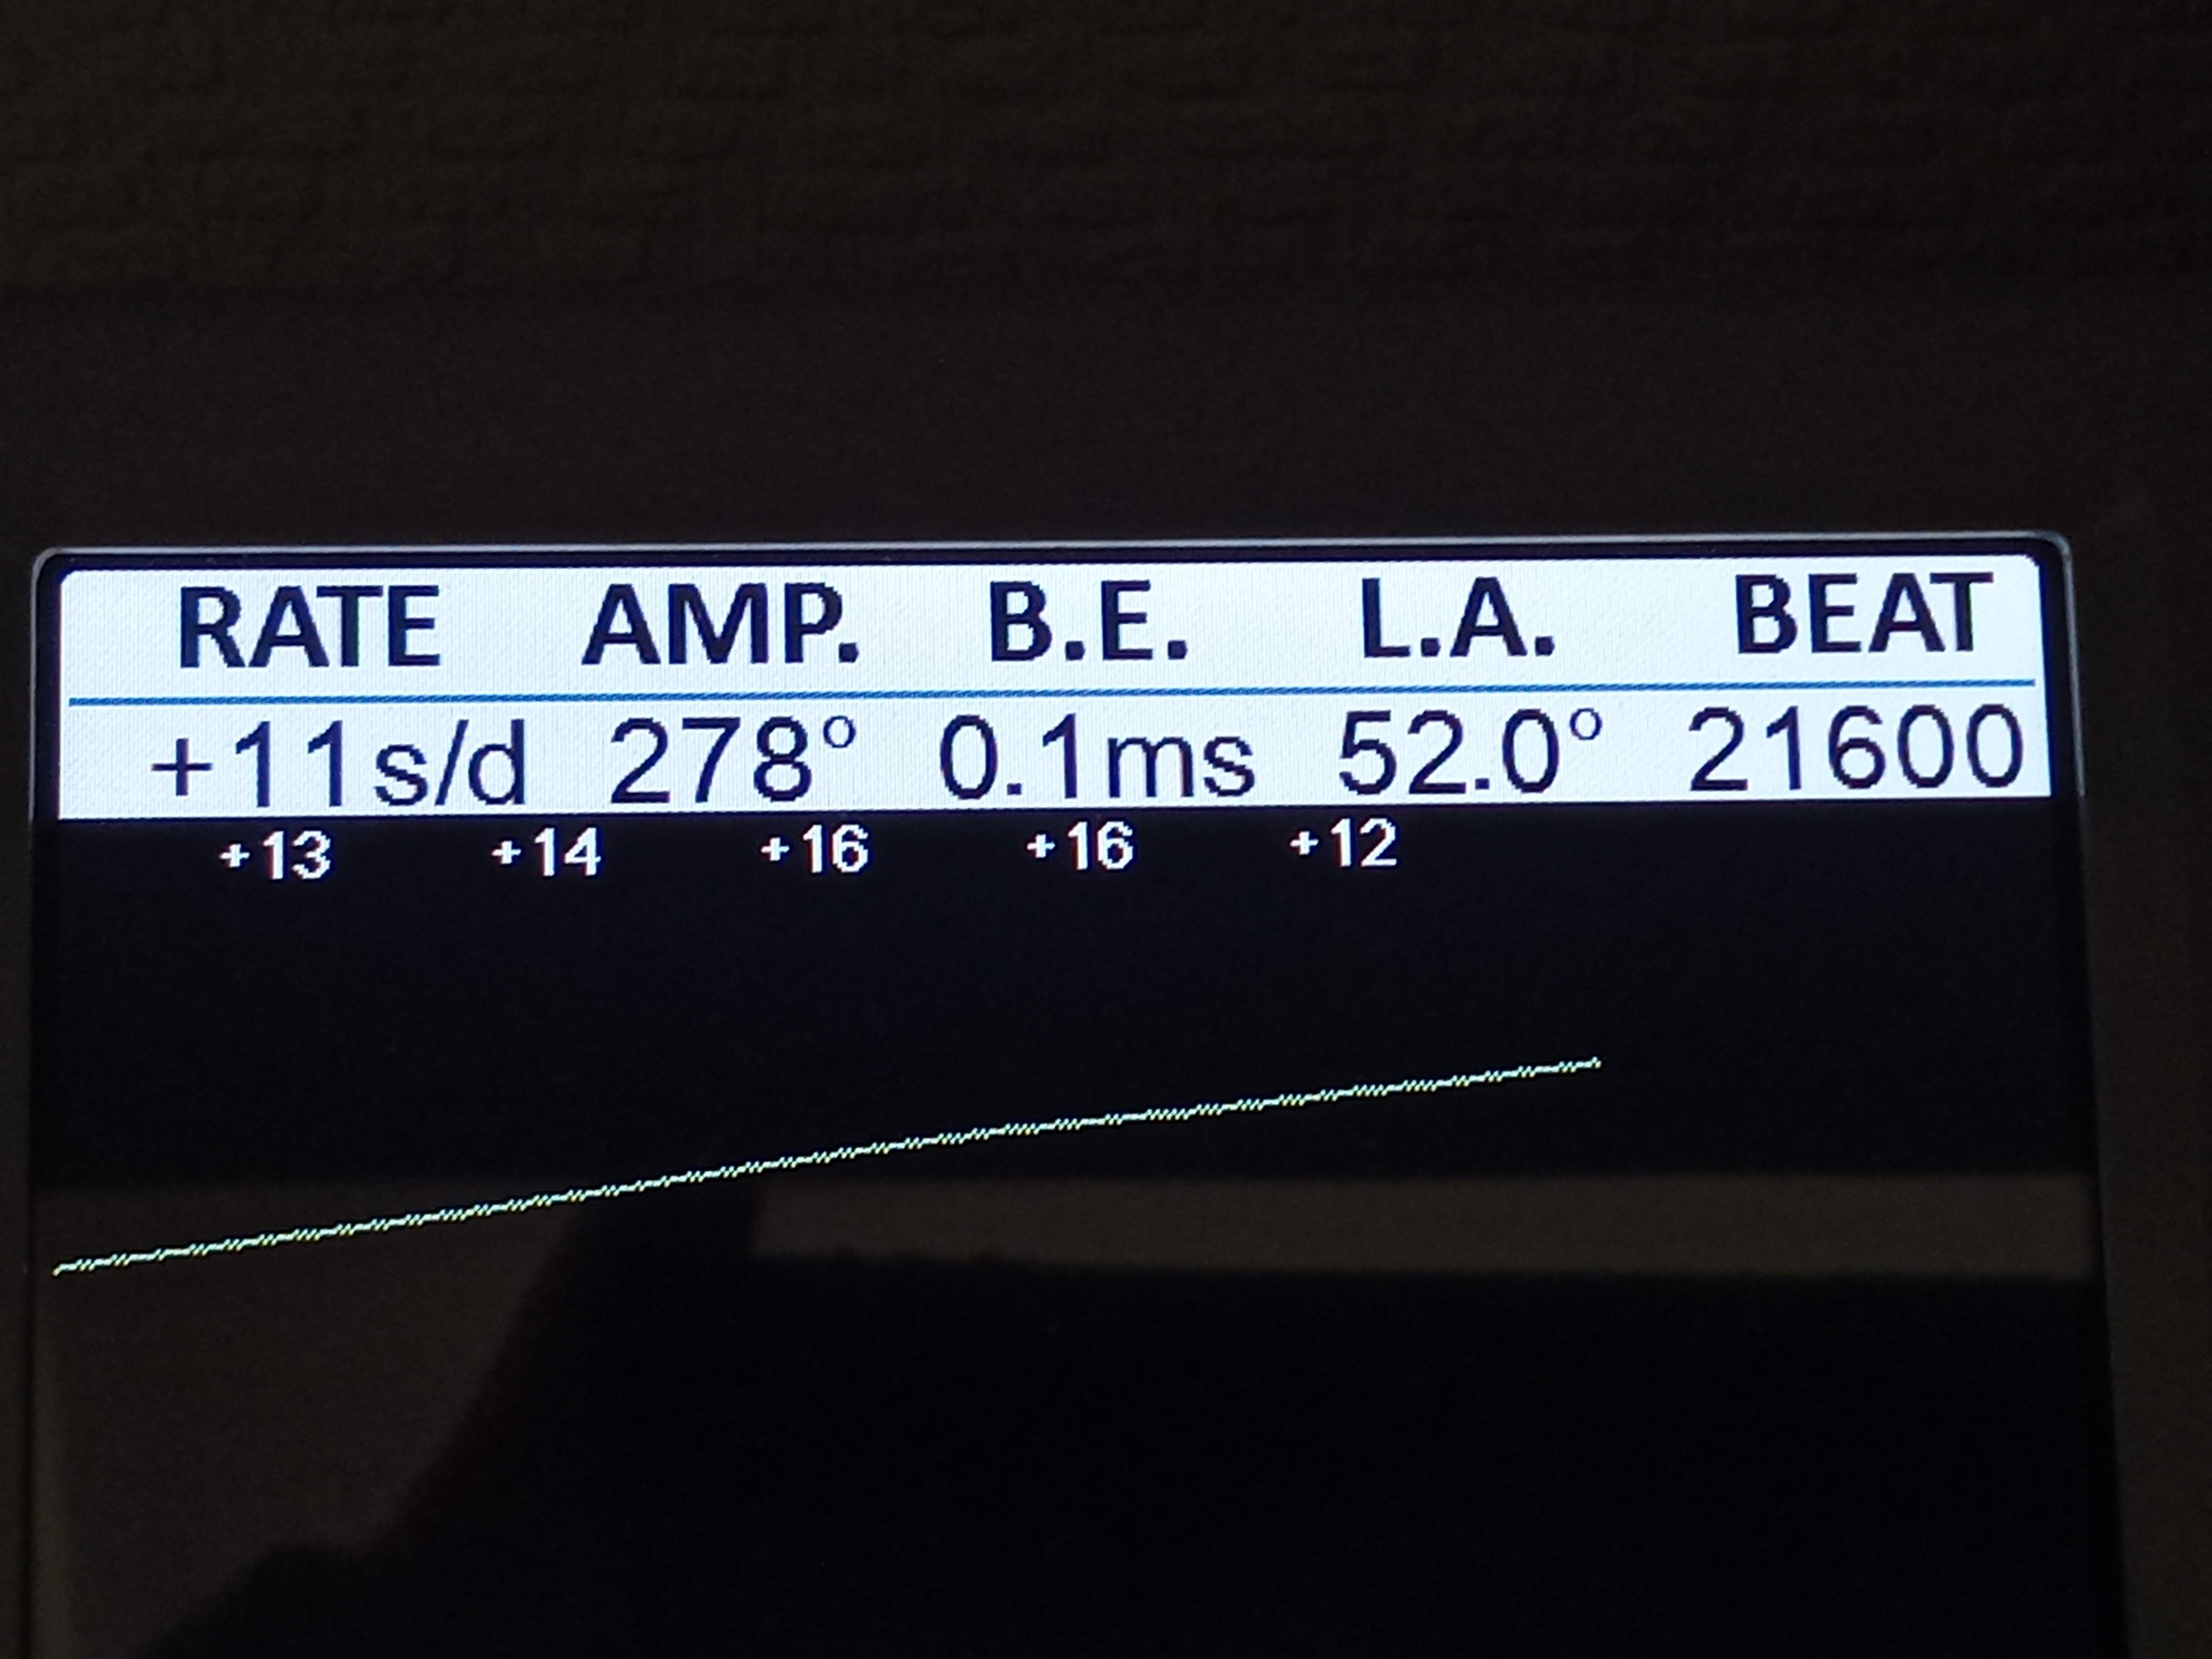 RATE AMP. B.E. L.A. BEAT
+11s/d 278° 0.1ms 52.0° 21600
+13 +14 +16 +16 +12